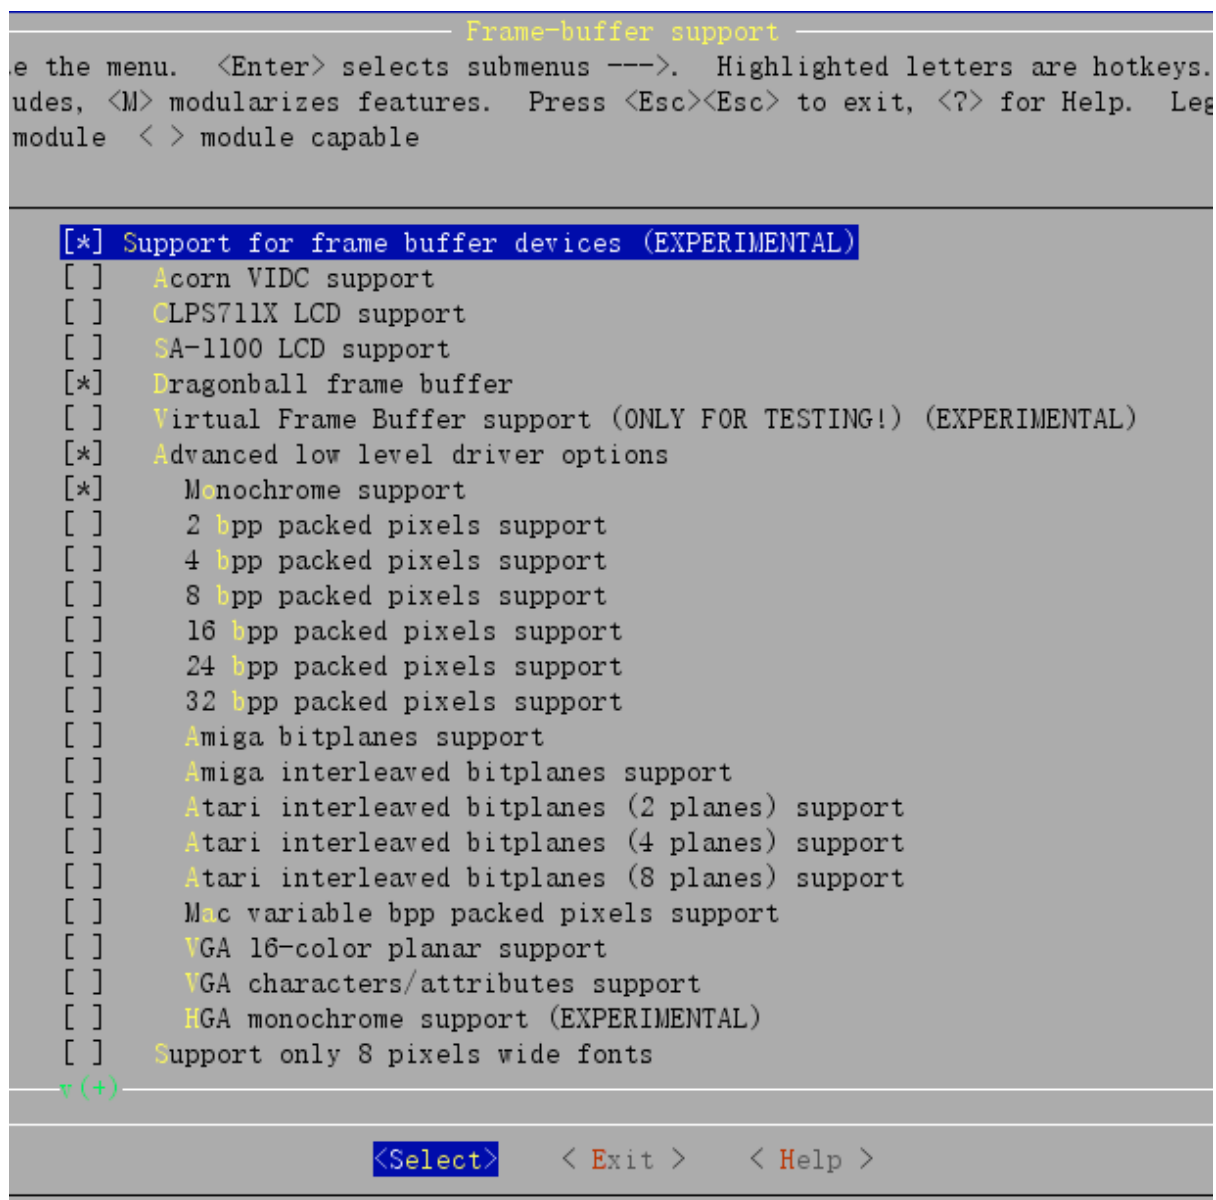 Frame-buffer support
.e the menu. <Enter> selects submenus --->. Highlighted letters are hotkeys.
udes, <M> modularizes features. Press <Esc><Esc> to exit, <?> for Help. Leg
module < > module capable
[*] Support for frame buffer devices (EXPERIMENTAL)
[ ] Acorn VIDC support
[ ] CLPS711X LCD support
[ ] SA-1100 LCD support
[*] Dragonball frame buffer
[ ] Virtual Frame Buffer support (ONLY FOR TESTING!) (EXPERIMENTAL)
[*] Advanced low level driver options
[*] Monochrome support
[ ] 2 bpp packed pixels support
[ ] 4 bpp packed pixels support
[ ] 8 bpp packed pixels support
[ ] 16 bpp packed pixels support
[ ] 24 bpp packed pixels support
[ ] 32 bpp packed pixels support
[ ] Amiga bitplanes support
[ ] Amiga interleaved bitplanes support
[ ] Atari interleaved bitplanes (2 planes) support
[ ] Atari interleaved bitplanes (4 planes) support
[ ] Atari interleaved bitplanes (8 planes) support
[ ] Mac variable bpp packed pixels support
[ ] VGA 16-color planar support
[ ] VGA characters/attributes support
[ ] HGA monochrome support (EXPERIMENTAL)
[ ] Support only 8 pixels wide fonts
v(+)
<Select> < Exit > < Help >